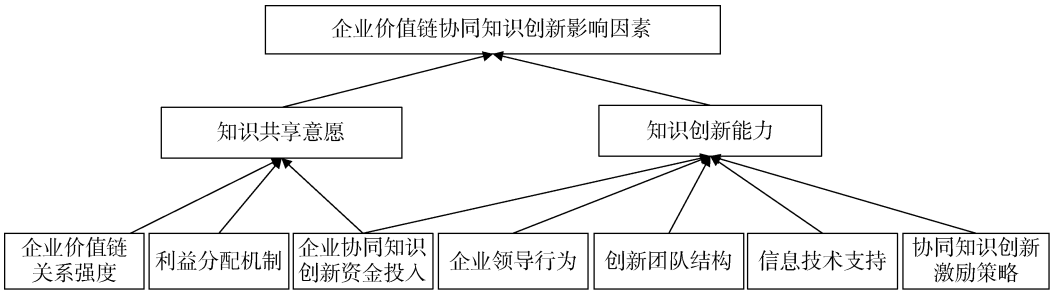 企业价值链协同知识创新影响因素
知识共享意愿
知识创新能力
企业价值链
关系强度
利益分配机制
企业协同知识
创新资金投入
企业领导行为
创新团队结构
信息技术支持
协同知识创新
激励策略